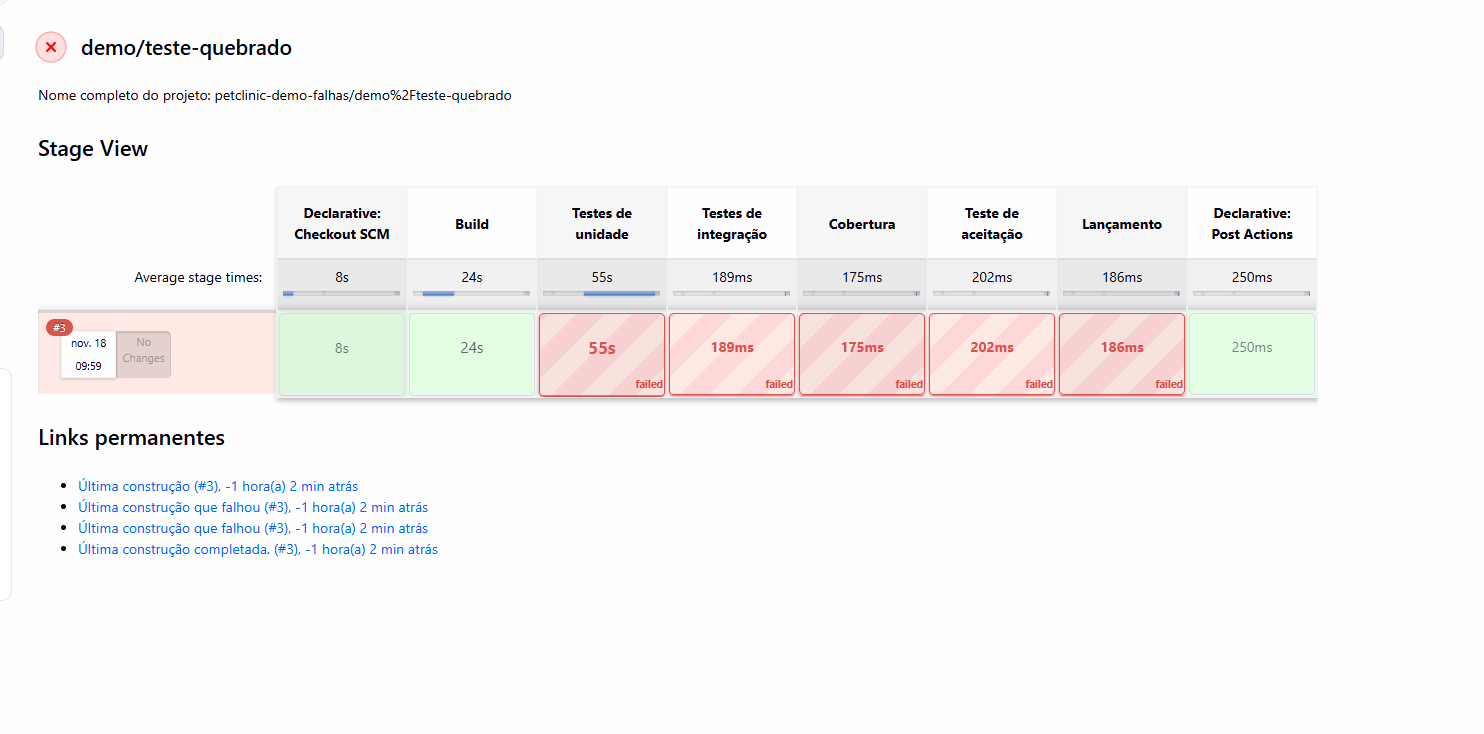 demo/teste-quebrado
Nome completo do projeto: petclinic-demo-falhas/demo%2Fteste-quebrado
Stage View
Declarative: Checkout SCM
Build
Testes de unidade
Testes de integração
Cobertura
Teste de aceitação
Lançamento
Declarative: Post Actions
Average stage times:
8s
24s
55s
189ms
175ms
202ms
186ms
250ms
#3
nov. 18
09:59
No Changes
8s
24s
55s
failed
189ms
failed
175ms
failed
202ms
failed
186ms
failed
250ms
Links permanentes
Última construção (#3), -1 hora(a) 2 min atrás
Última construção que falhou (#3), -1 hora(a) 2 min atrás
Última construção que falhou (#3), -1 hora(a) 2 min atrás
Última construção completada. (#3), -1 hora(a) 2 min atrás